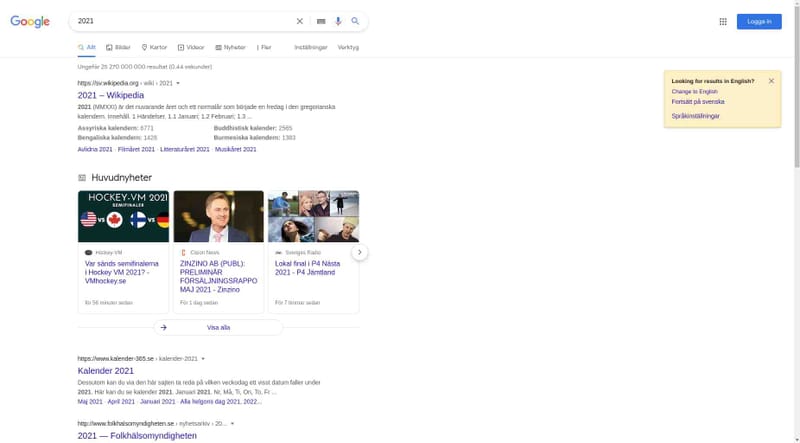 Google
2021
Logga in
Allt
Bilder
Kartor
Videor
Nyheter
Fler
Inställningar
Verktyg
Ungefär 25 270 000 000 resultat (0,44 sekunder)
Looking for results in English?
Change to English
Fortsätt på svenska
Språkinställningar
https://sv.wikipedia.org › wiki › 2021
2021 – Wikipedia
2021 (MMXXI) är det nuvarande året och ett normalår som började en fredag i den gregorianska
kalendern. Innehåll. 1 Händelser. 1.1 Januari; 1.2 Februari; 1.3 ...
Assyriska kalendern: 6771
Buddhistisk kalender: 2565
Bengaliska kalendern: 1428
Burmesiska kalendern: 1383
Avlidna 2021 · Filmåret 2021 · Litteraturåret 2021 · Musikåret 2021
Huvudnyheter
HOCKEY-VM 2021
SEMIFINALER
VS
VS
Hockey-VM
Var sänds semifinalerna
i Hockey VM 2021? -
VMhockey.se
för 56 minuter sedan
Cision News
ZINZINO AB (PUBL):
PRELIMINÄR
FÖRSÄLJNINGSRAPPO
MAJ 2021 - Zinzino
För 1 dag sedan
Sveriges Radio
Lokal final i P4 Nästa
2021 - P4 Jämtland
För 7 timmar sedan
Visa alla
https://www.kalender-365.se › kalender-2021
Kalender 2021
Dessutom kan du via den här sajten ta reda på vilken veckodag ett visst datum faller under
2021. Här kan du se kalender 2021. Januari 2021. Nr, Må, Ti, On, To, Fr ...
Maj 2021 · April 2021 · Januari 2021 · Alla helgons dag 2021, 2022...
http://www.folkhalsomyndigheten.se › nyhetsarkiv › 20...
2021 — Folkhälsomyndigheten